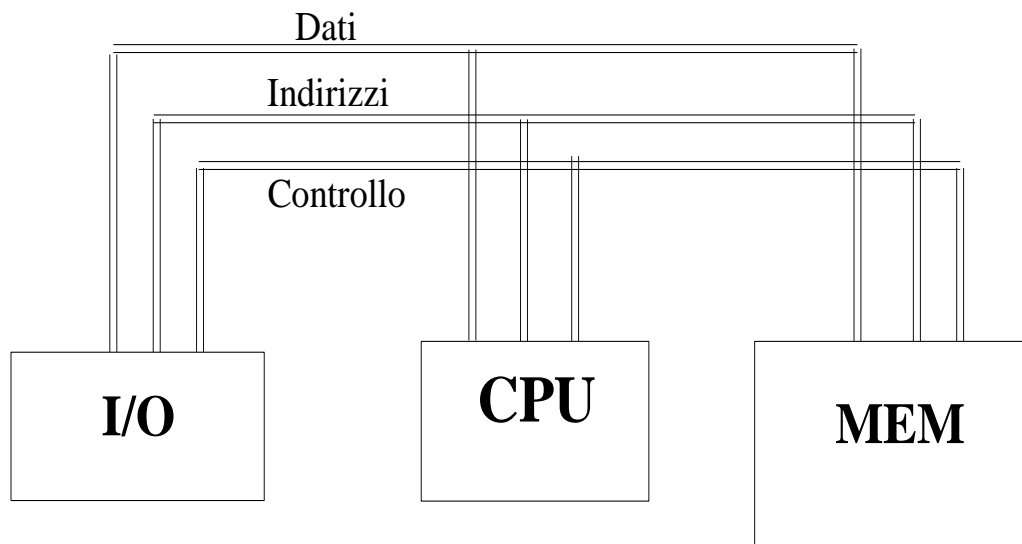 Dati
Indirizzi
Controllo
I/O
CPU
MEM